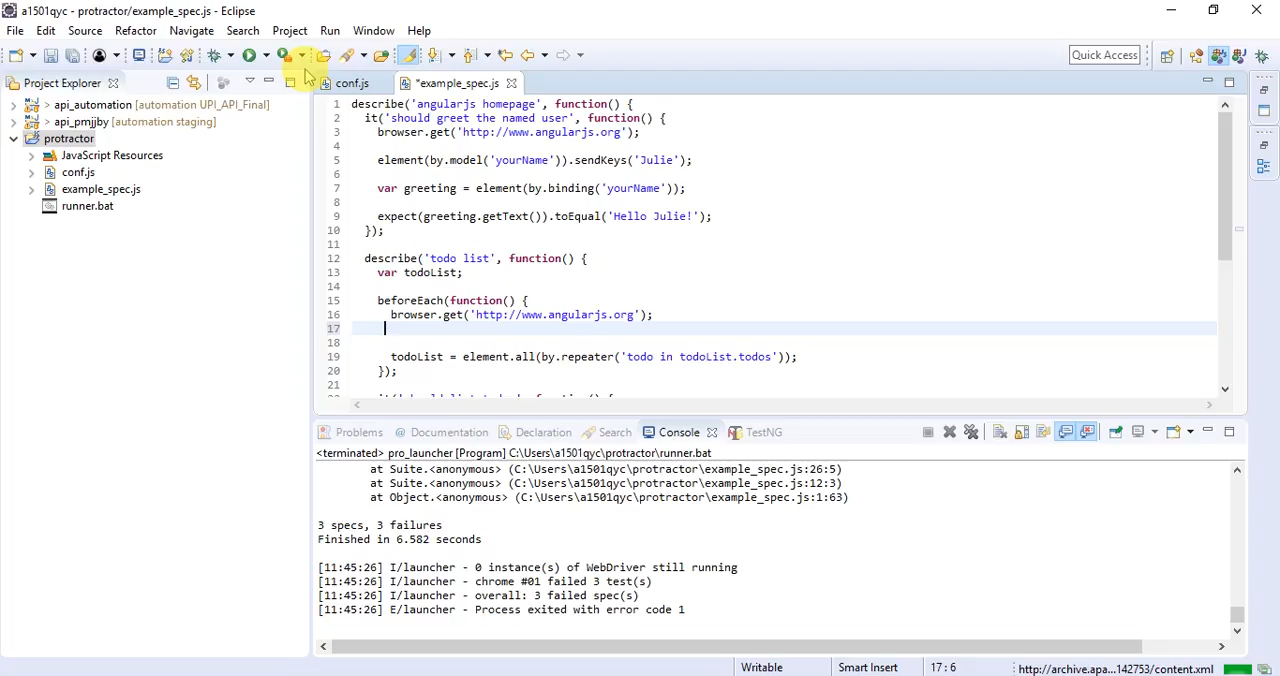 a1501qyc - protractor/example_spec.js - Eclipse
File Edit Source Refactor Navigate Search Project Run Window Help
Quick Access
Project Explorer
> api_automation [automation UPI_API_Final]
> api_pmjjby [automation staging]
protractor
JavaScript Resources
conf.js
example_spec.js
runner.bat
conf.js
*example_spec.js
1 describe('angularjs homepage', function() {
2 it('should greet the named user', function() {
3 browser.get('http://www.angularjs.org');
4
5 element(by.model('yourName')).sendKeys('Julie');
6
7 var greeting = element(by.binding('yourName'));
8
9 expect(greeting.getText()).toEqual('Hello Julie!');
10 });
11
12 describe('todo list', function() {
13 var todoList;
14
15 beforeEach(function() {
16 browser.get('http://www.angularjs.org');
17
18
19 todoList = element.all(by.repeater('todo in todoList.todos'));
20 });
21
Problems @ Documentation Declaration Search Console TestNG
<terminated> pro_launcher [Program] C:\Users\a1501qyc\protractor\runner.bat
at Suite.<anonymous> (C:\Users\a1501qyc\protractor\example_spec.js:26:5)
at Suite.<anonymous> (C:\Users\a1501qyc\protractor\example_spec.js:12:3)
at Object.<anonymous> (C:\Users\a1501qyc\protractor\example_spec.js:1:63)
3 specs, 3 failures
Finished in 6.582 seconds
[11:45:26] I/launcher - 0 instance(s) of WebDriver still running
[11:45:26] I/launcher - chrome #01 failed 3 test(s)
[11:45:26] I/launcher - overall: 3 failed spec(s)
[11:45:26] E/launcher - Process exited with error code 1
Writable Smart Insert 17 : 6 http://archive.apa...142753/content.xml